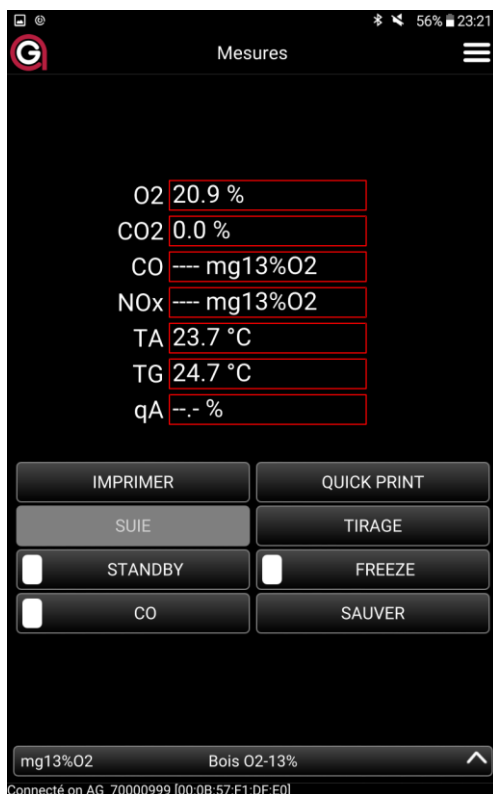 56% 23:21
Mesures
O2 20.9 %
CO2 0.0 %
CO ---- mg13%O2
NOx ---- mg13%O2
TA 23.7 °C
TG 24.7 °C
qA --.- %
IMPRIMER QUICK PRINT
SUIE TIRAGE
STANDBY FREEZE
CO SAUVER
mg13%O2 Bois O2-13%
Connecté on AG_70000999 [00:0B:57:F1:DF:E0]